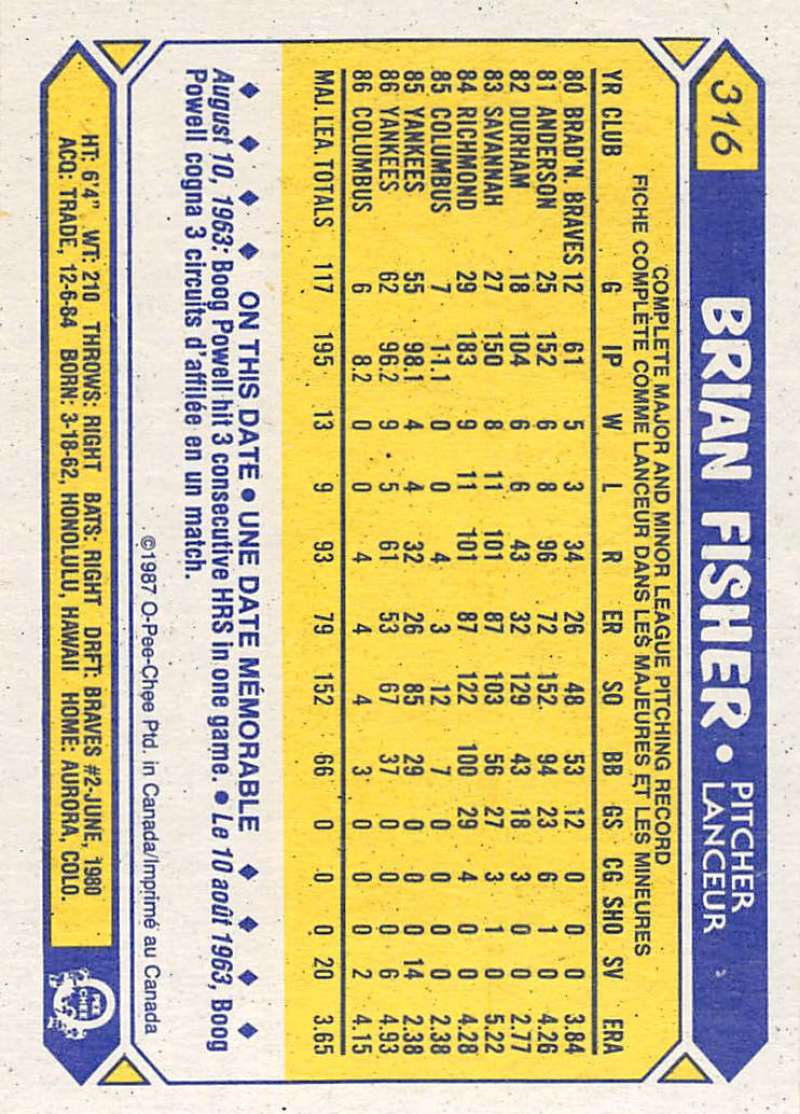 316 BRIAN FISHER • PITCHER LANCEUR
COMPLETE MAJOR AND MINOR LEAGUE PITCHING RECORD
FICHE COMPLÈTE COMME LANCEUR DANS LES MAJEURES ET LES MINEURES
YR CLUB G IP W L R ER SO BB GS CG SHO SV ERA
80 BRAD'N. BRAVES 12 61 5 3 34 26 48 53 12 0 0 0 3.84
81 ANDERSON 25 152 6 8 96 72 152 94 23 6 1 0 4.26
82 DURHAM 18 104 6 6 43 32 129 43 18 3 0 0 2.77
83 SAVANNAH 27 150 8 11 101 87 103 56 27 3 1 0 5.22
84 RICHMOND 29 183 9 11 101 87 122 100 29 4 0 0 4.28
85 COLUMBUS 7 11.1 0 0 4 3 12 7 0 0 0 0 2.38
85 YANKEES 55 98.1 4 4 32 26 85 29 0 0 0 14 2.38
86 YANKEES 62 96.2 9 5 61 53 67 37 0 0 0 6 4.93
86 COLUMBUS 6 8.2 0 0 4 4 4 3 0 0 0 2 4.15
MAJ. LEA. TOTALS 117 195 13 9 93 79 152 66 0 0 0 20 3.65
ON THIS DATE • UNE DATE MÉMORABLE
August 10, 1963: Boog Powell hit 3 consecutive HRS in one game. • Le 10 août 1963, Boog
Powell cogna 3 circuits d'affilée en un match.
©1987 O-Pee-Chee Ptd. in Canada/Imprimé au Canada
HT: 6'4" WT: 210 THROWS: RIGHT BATS: RIGHT DRFT: BRAVES #2-JUNE, 1980
ACQ: TRADE, 12-6-84 BORN: 3-18-62, HONOLULU, HAWAII HOME: AURORA, COLO.
O PEE CHEE